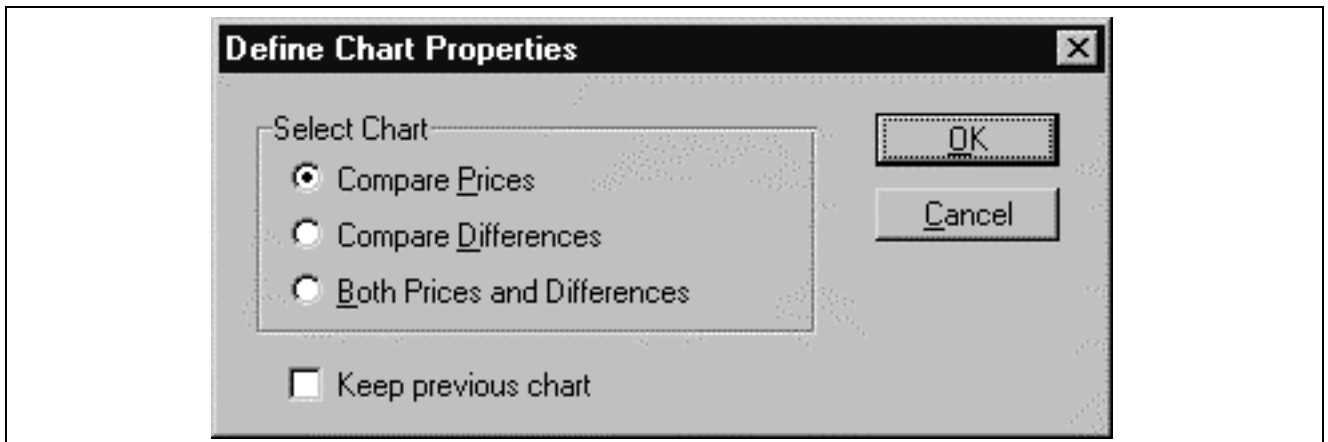 Define Chart Properties
Select Chart
Compare Prices
Compare Differences
Both Prices and Differences
Keep previous chart
OK
Cancel